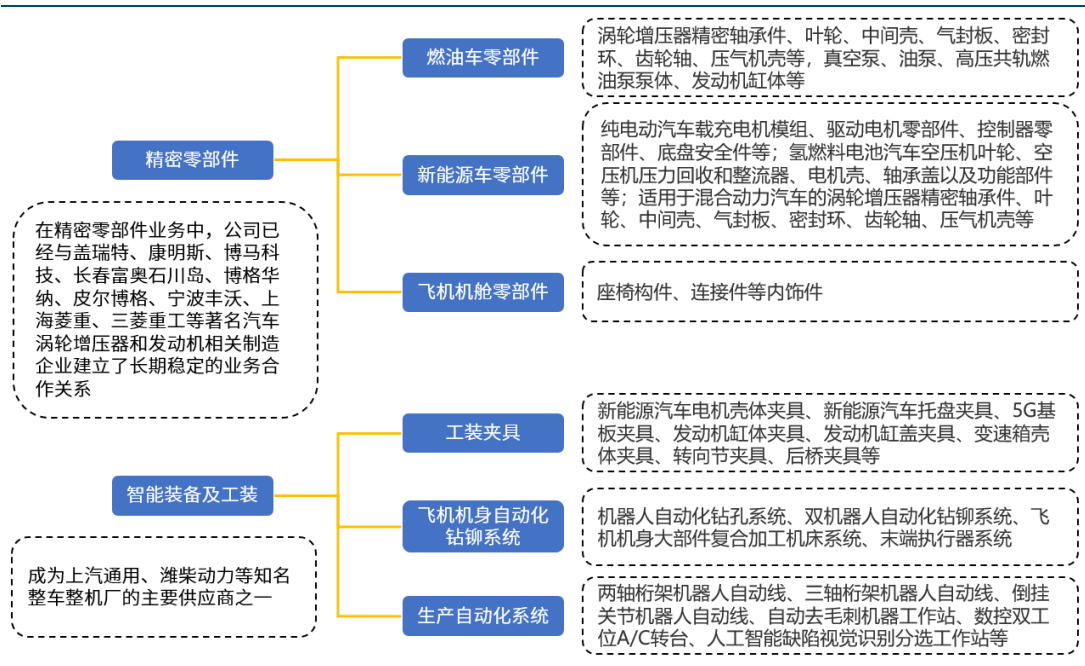 精密零部件
在精密零部件业务中，公司已
经与盖瑞特、康明斯、博马科
技、长春富奥石川岛、博格华
纳、皮尔博格、宁波丰沃、上
海菱重、三菱重工等著名汽车
涡轮增压器和发动机相关制造
企业建立了长期稳定的业务合
作关系
燃油车零部件
涡轮增压器精密轴承件、叶轮、中间壳、气封板、密封
环、齿轮轴、压气机壳等，真空泵、油泵、高压共轨燃
油泵泵体、发动机缸体等
新能源车零部件
纯电动汽车载充电机模组、驱动电机零部件、控制器零
部件、底盘安全件等；氢燃料电池汽车空压机叶轮、空
压机压力回收和整流器、电机壳、轴承盖以及功能部件
等；适用于混合动力汽车的涡轮增压器精密轴承件、叶
轮、中间壳、气封板、密封环、齿轮轴、压气机壳等
飞机机舱零部件
座椅构件、连接件等内饰件
智能装备及工装
成为上汽通用、潍柴动力等知名
整车整机厂的主要供应商之一
工装夹具
新能源汽车电机壳体夹具、新能源汽车托盘夹具、5G基
板夹具、发动机缸体夹具、发动机缸盖夹具、变速箱壳
体夹具、转向节夹具、后桥夹具等
飞机机身自动化
钻铆系统
机器人自动化钻孔系统、双机器人自动化钻铆系统、飞
机机身大部件复合加工机床系统、末端执行器系统
生产自动化系统
两轴桁架机器人自动线、三轴桁架机器人自动线、倒挂
关节机器人自动线、自动去毛刺机器工作站、数控双工
位A/C转台、人工智能缺陷视觉识别分选工作站等